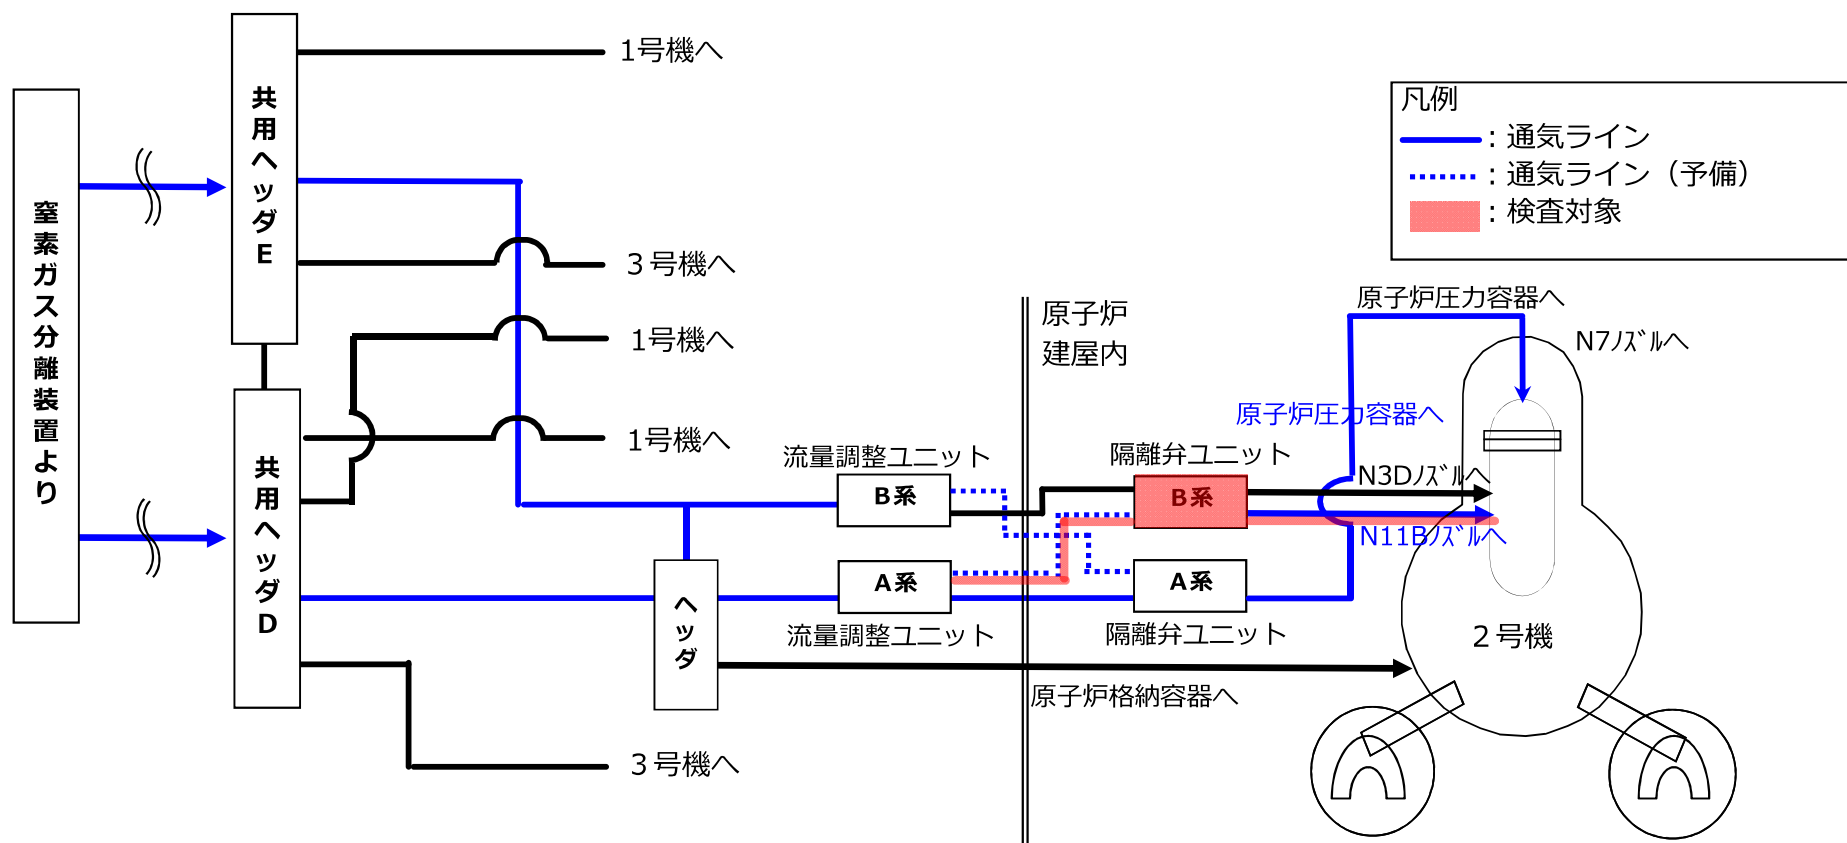 窒素ガス分離装置より
共用ヘッダE
共用ヘッダD
1号機へ
3号機へ
1号機へ
1号機へ
3号機へ
ヘッダ
流量調整ユニット
B系
A系
流量調整ユニット
原子炉
建屋内
隔離弁ユニット
B系
A系
隔離弁ユニット
原子炉格納容器へ
凡例
：通気ライン
：通気ライン（予備）
：検査対象
原子炉圧力容器へ
N7ﾉｽﾞﾙへ
原子炉圧力容器へ
N3Dﾉｽﾞﾙへ
N11Bﾉｽﾞﾙへ
2号機